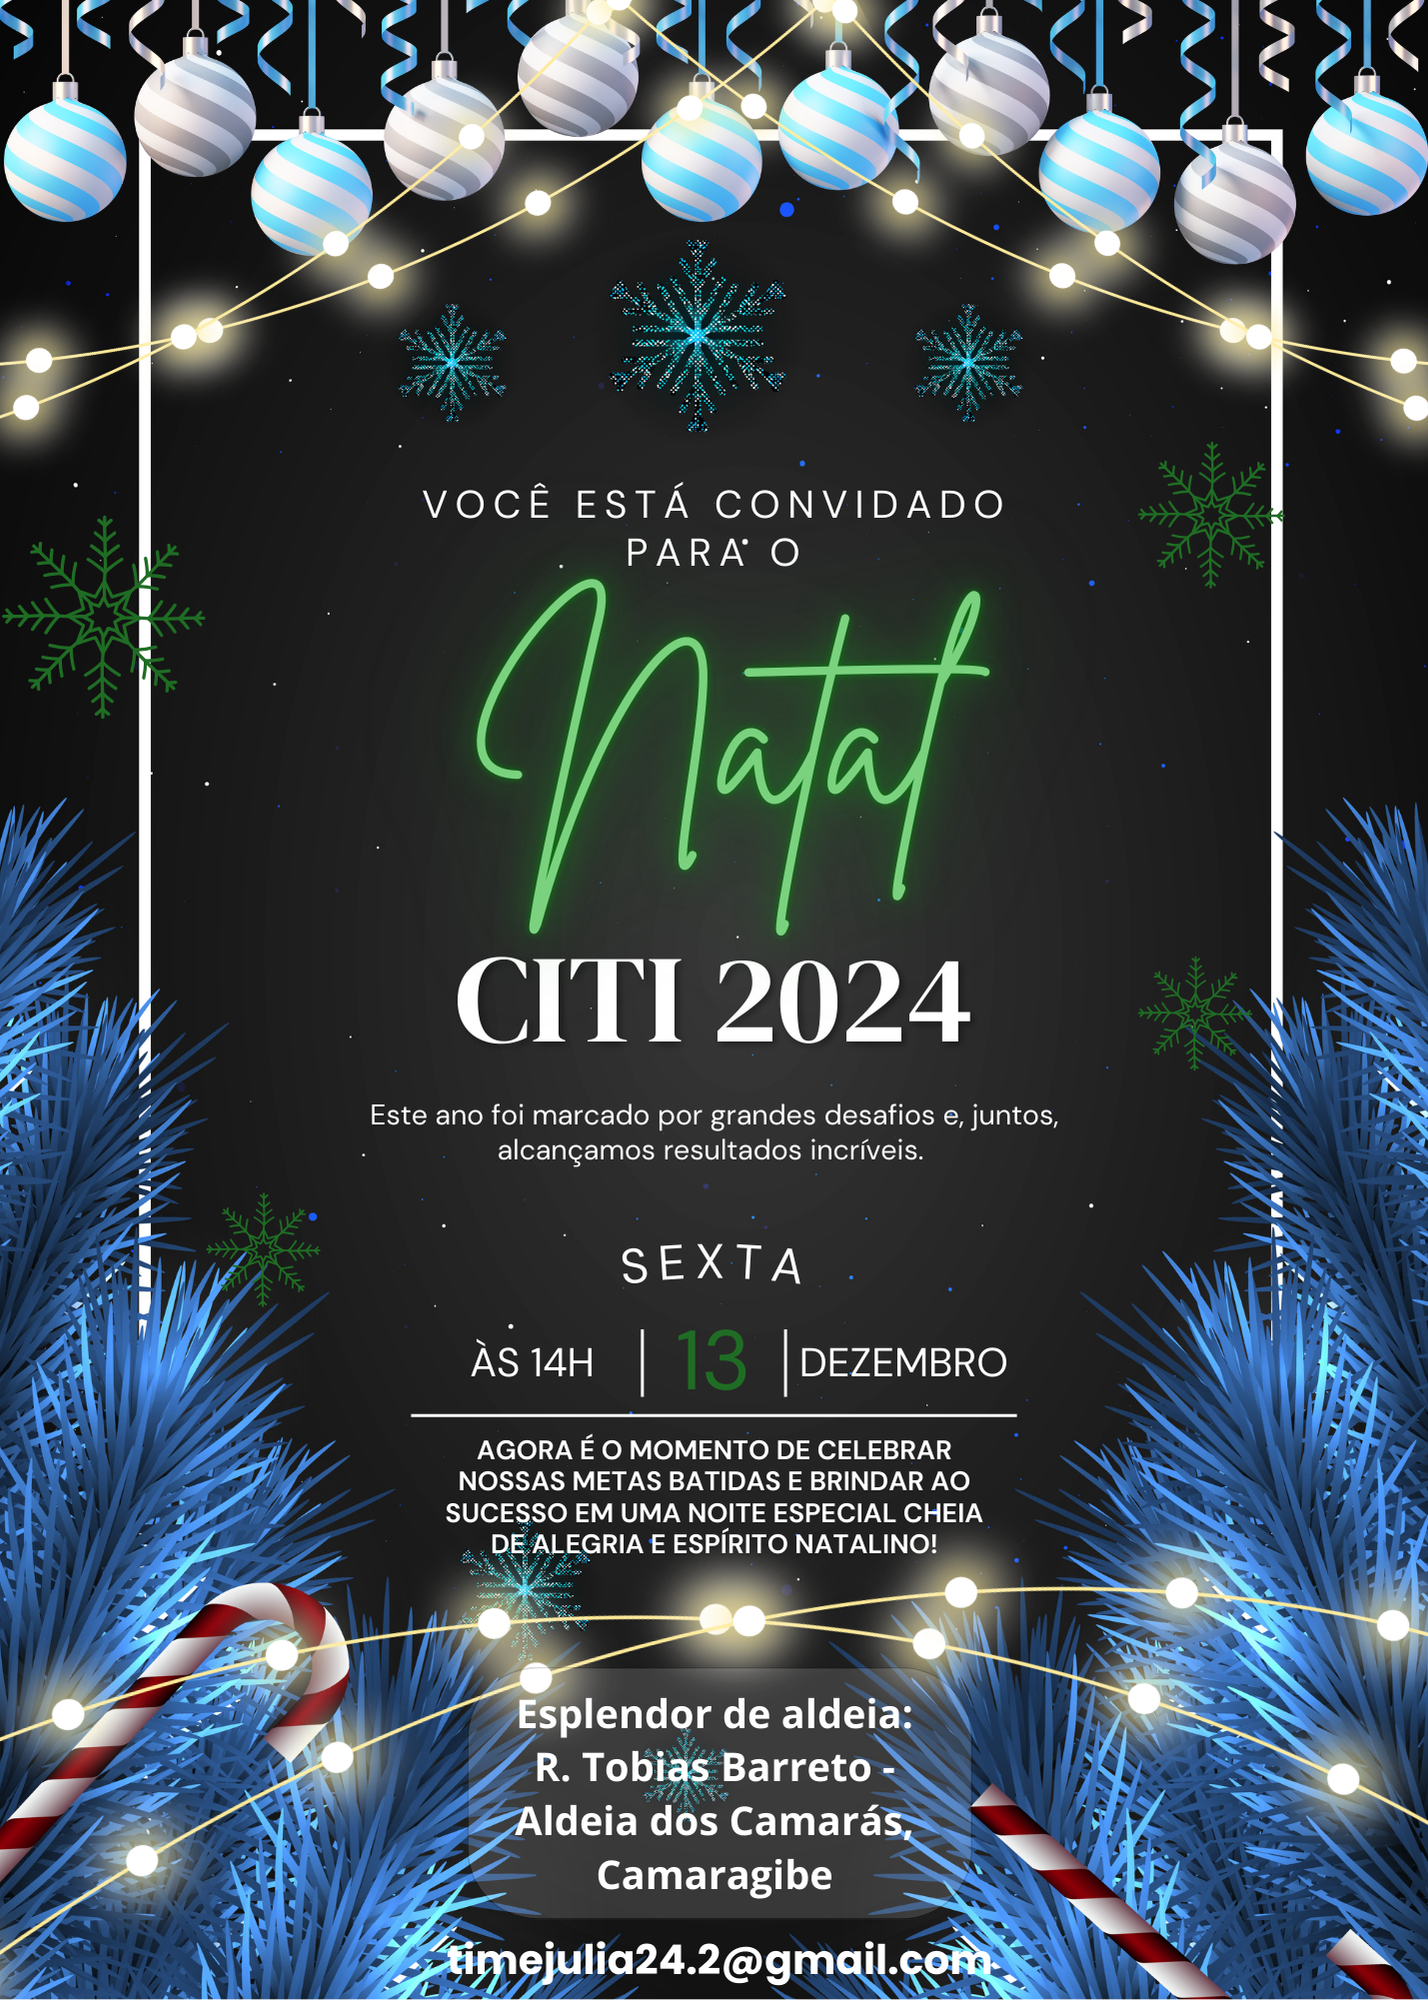 VOCÊ ESTÁ CONVIDADO
PARA O
Natal
CITI 2024
Este ano foi marcado por grandes desafios e, juntos,
alcançamos resultados incríveis.
SEXTA
ÀS 14H | 13 | DEZEMBRO
AGORA É O MOMENTO DE CELEBRAR
NOSSAS METAS BATIDAS E BRINDAR AO
SUCESSO EM UMA NOITE ESPECIAL CHEIA
DE ALEGRIA E ESPÍRITO NATALINO!
Esplendor de aldeia:
R. Tobias Barreto -
Aldeia dos Camarás,
Camaragibe
timejulia24.2@gmail.com